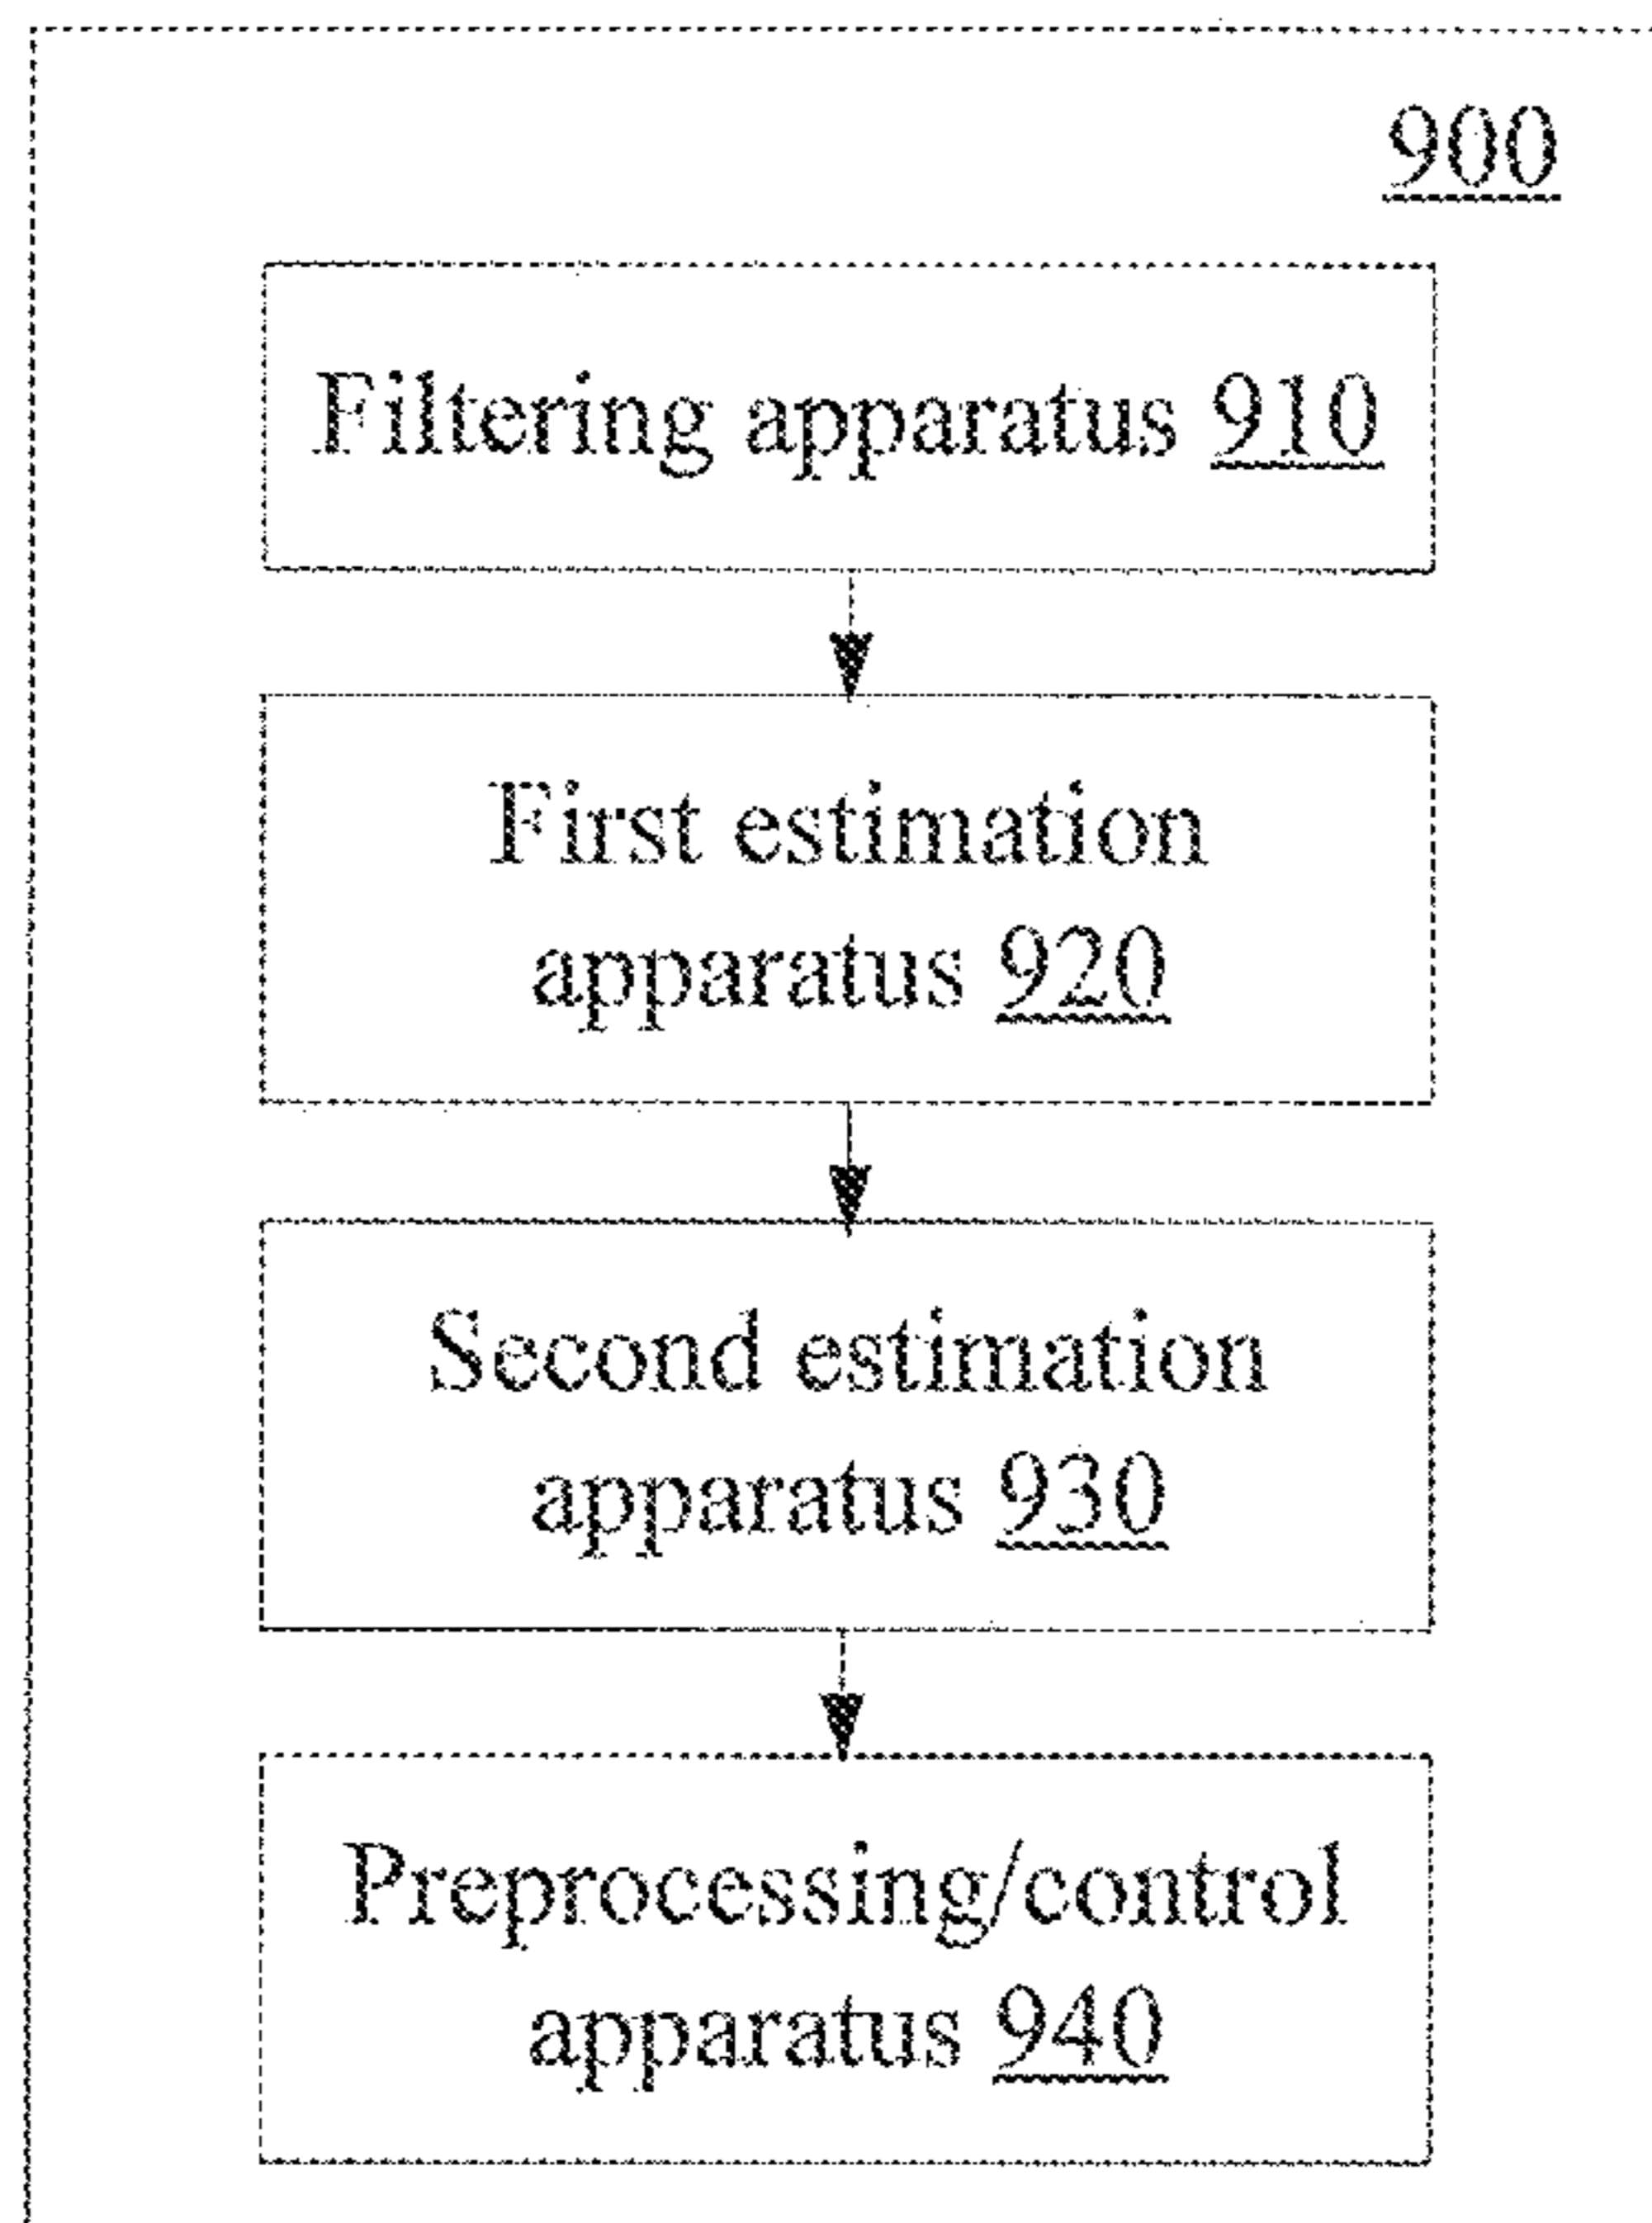 900
Filtering apparatus 910
First estimation
apparatus 920
Second estimation
apparatus 930
Preprocessing/control
apparatus 940